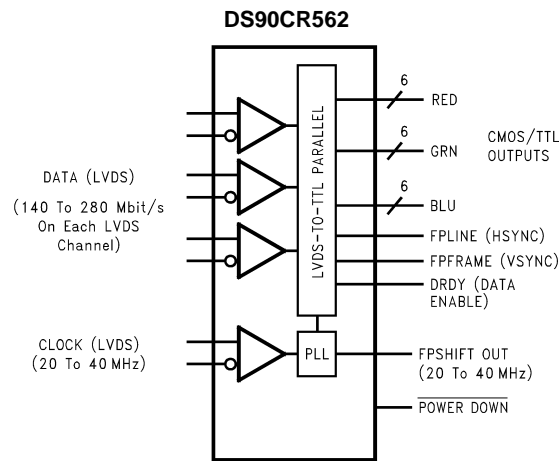 DS90CR562
DATA (LVDS)
(140 To 280 Mbit/s
On Each LVDS
Channel)
CLOCK (LVDS)
(20 To 40 MHz)
LVDS-TO-TTL PARALLEL
PLL
6
RED
6
GRN
CMOS/TTL
OUTPUTS
6
BLU
FPLINE (HSYNC)
FPFRAME (VSYNC)
DRDY (DATA
ENABLE)
FPSHIFT OUT
(20 To 40 MHz)
POWER DOWN